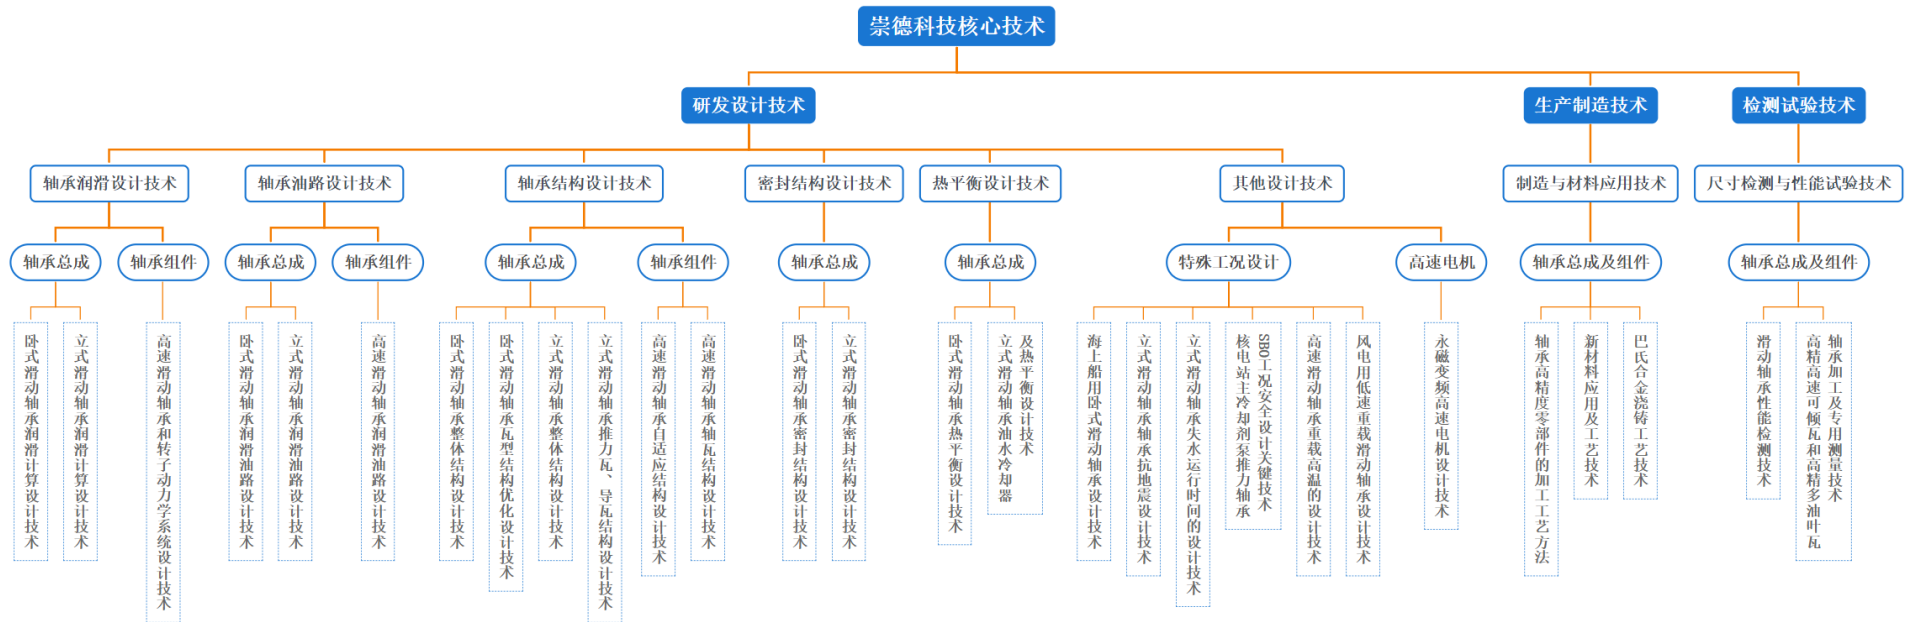 崇德科技核心技术
研发设计技术
生产制造技术
检测试验技术
轴承润滑设计技术
轴承油路设计技术
轴承结构设计技术
密封结构设计技术
热平衡设计技术
其他设计技术
制造与材料应用技术
尺寸检测与性能试验技术
轴承总成
轴承组件
轴承总成
轴承组件
轴承总成
轴承组件
轴承总成
轴承总成
特殊工况设计
高速电机
轴承总成及组件
轴承总成及组件
卧式滑动轴承润滑计算设计技术
立式滑动轴承润滑计算设计技术
高速滑动轴承和转子动力学系统设计技术
卧式滑动轴承润滑油路设计技术
立式滑动轴承润滑油路设计技术
高速滑动轴承润滑油路设计技术
卧式滑动轴承整体结构设计技术
卧式滑动轴承瓦型结构优化设计技术
立式滑动轴承整体结构设计技术
立式滑动轴承推力瓦、导瓦结构设计技术
高速滑动轴承自适应结构设计技术
高速滑动轴承轴瓦结构设计技术
卧式滑动轴承密封结构设计技术
立式滑动轴承密封结构设计技术
卧式滑动轴承热平衡设计技术
立式滑动轴承油水冷却器
及热平衡设计技术
海上船用卧式滑动轴承设计技术
立式滑动轴承轴承抗地震设计技术
立式滑动轴承失水运行时间的设计技术
核电站主冷却剂泵推力轴承
SBO工况安全设计关键技术
高速滑动轴承重载高温的设计技术
风电用低速重载滑动轴承设计技术
永磁变频高速电机设计技术
轴承高精度零部件的加工工艺方法
新材料应用及工艺技术
巴氏合金浇铸工艺技术
滑动轴承性能检测技术
高精高速可倾瓦和高精多油叶瓦
轴承加工及专用测量技术